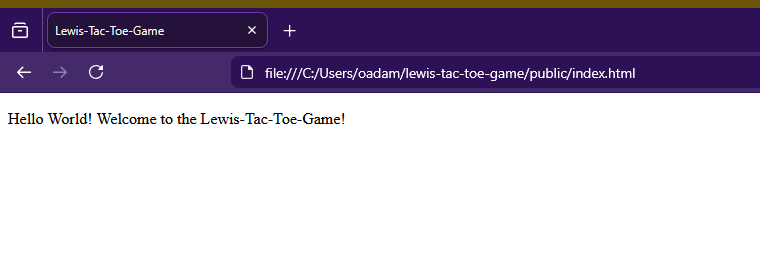 Lewis-Tac-Toe-Game
file:///C:/Users/oadam/lewis-tac-toe-game/public/index.html
Hello World! Welcome to the Lewis-Tac-Toe-Game!